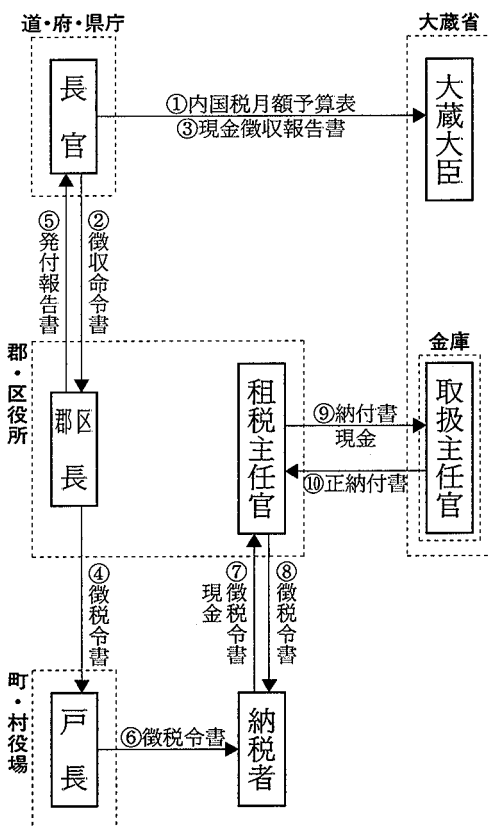 道・府・県庁
大蔵省
長官
①内国税月額予算表
③現金徴収報告書
大蔵大臣
⑤発付報告書
②徴収命令書
郡・区役所
金庫
郡区長
租税主任官
⑨納付書
現金
⑩正納付書
取扱主任官
④徴税令書
⑦徴税令書
現金
⑧徴税令書
町・村役場
戸長
⑥徴税令書
納税者